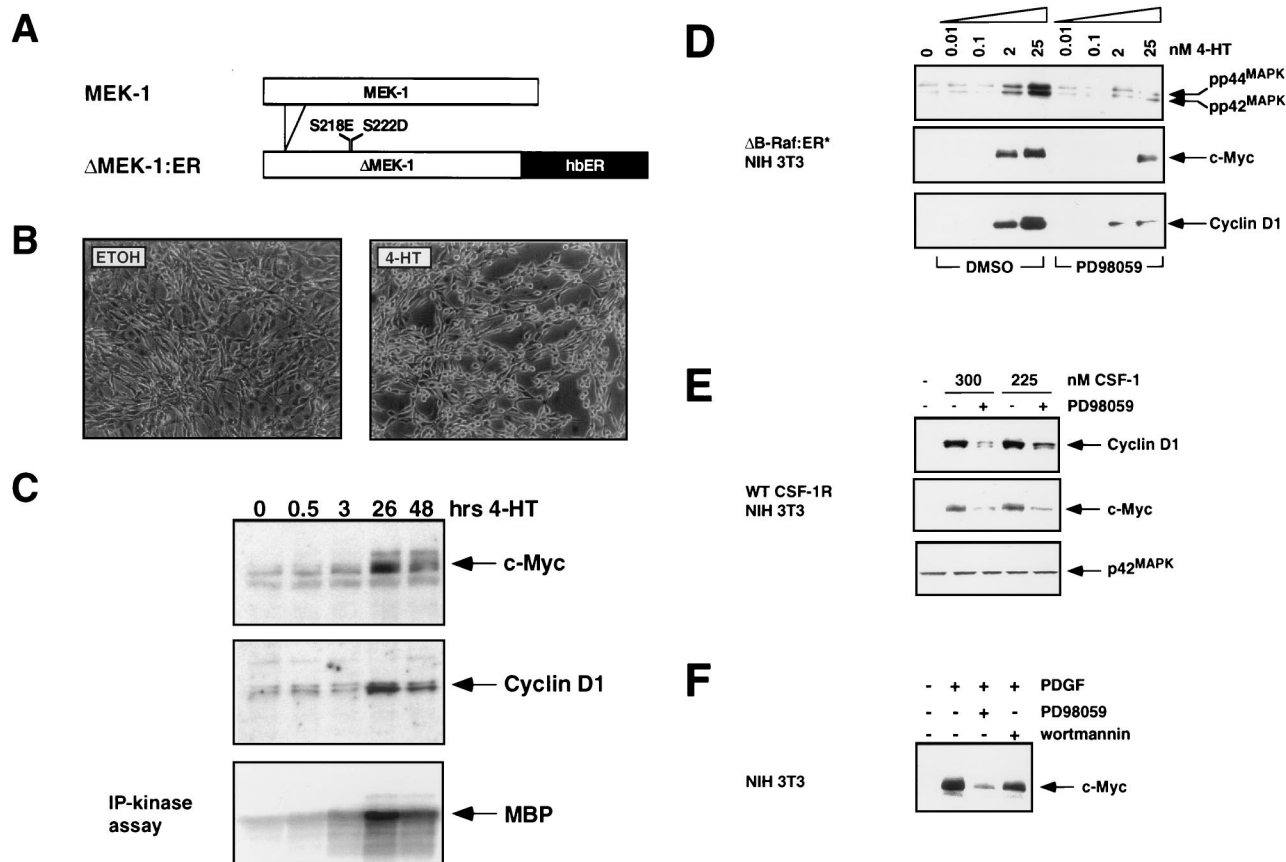 A
MEK-1
MEK-1
S218E S222D
ΔMEK-1:ER
ΔMEK-1
hbER
B
ETOH
4-HT
C
0 0.5 3 26 48 hrs 4-HT
c-Myc
Cyclin D1
IP-kinase
assay
MBP
D
0 0.01 0.1 2 25 0.01 0.1 2 25 nM 4-HT
pp44MAPK
pp42MAPK
ΔB-Raf:ER*
NIH 3T3
c-Myc
Cyclin D1
DMSO PD98059
E
- 300 225 nM CSF-1
- - + - + PD98059
Cyclin D1
WT CSF-1R
NIH 3T3
c-Myc
p42MAPK
F
- + + + PDGF
- - + - PD98059
- - - + wortmannin
NIH 3T3
c-Myc